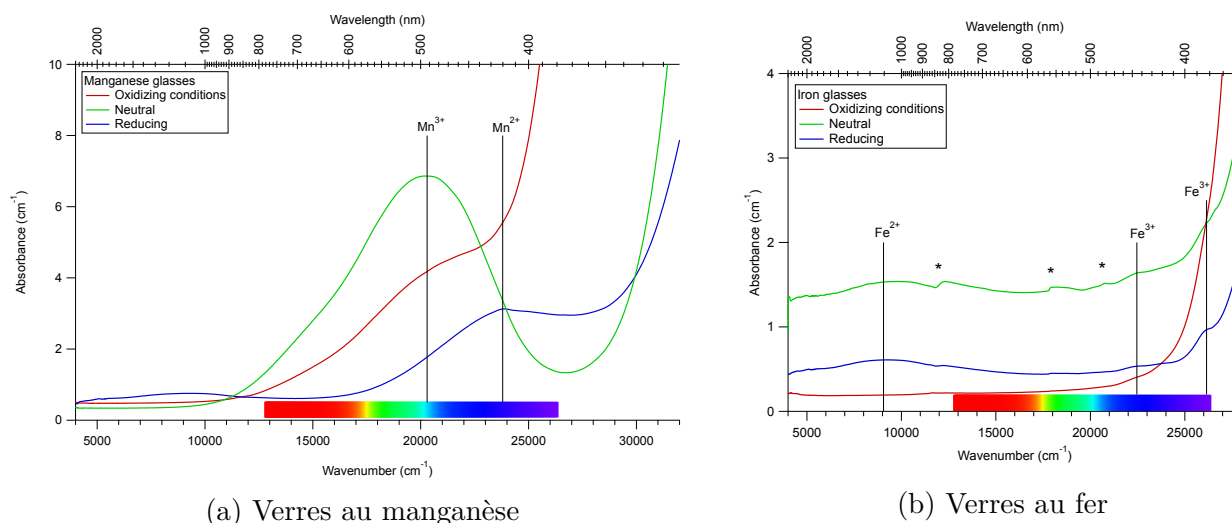 Wavelength (nm)
2000 1000 900 800 700 600 500 400
10
8
6
4
2
0
Absorbance (cm-1)
Manganese glasses
Oxidizing conditions
Neutral
Reducing
Mn3+
Mn2+
5000 10000 15000 20000 25000 30000
Wavenumber (cm-1)
(a) Verres au manganèse
Wavelength (nm)
2000 1000 900 800 700 600 500 400
4
3
2
1
0
Absorbance (cm-1)
Iron glasses
Oxidizing conditions
Neutral
Reducing
Fe2+
*
*
*
Fe3+
Fe3+
5000 10000 15000 20000 25000
Wavenumber (cm-1)
(b) Verres au fer